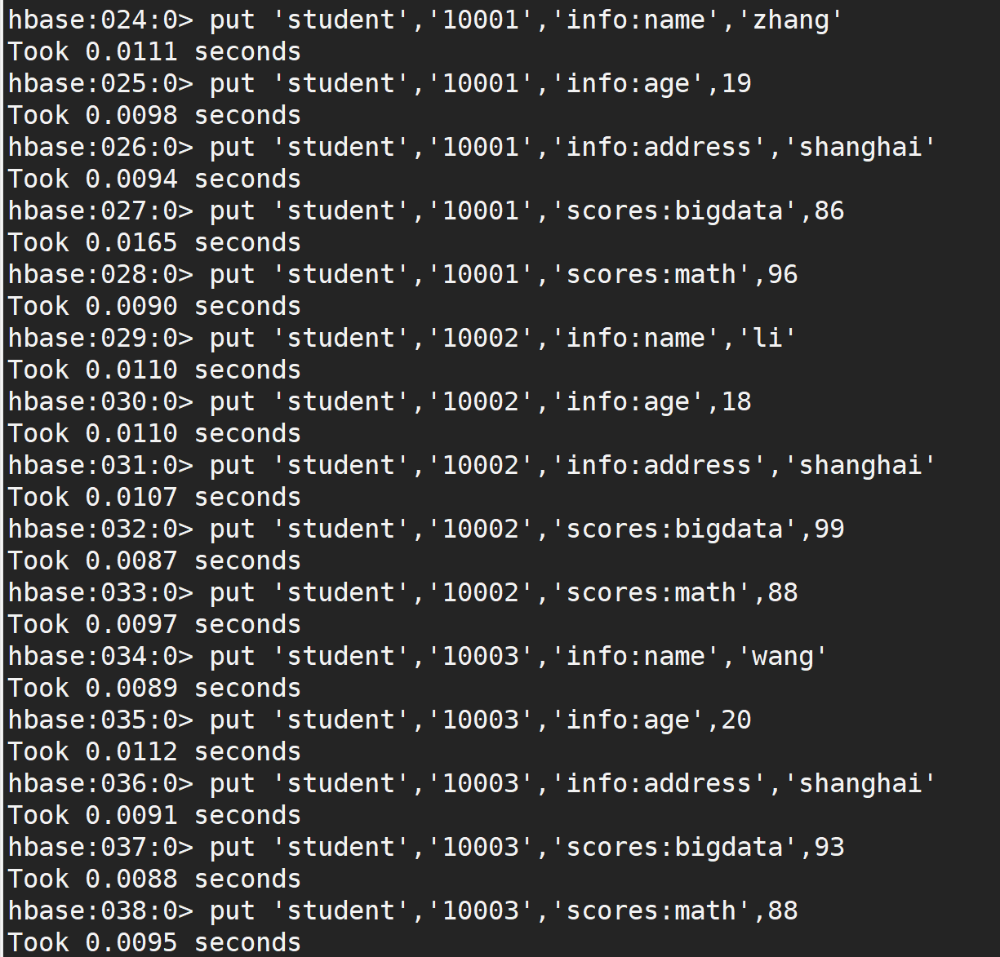 hbase:024:0> put 'student','10001','info:name','zhang'
Took 0.0111 seconds
hbase:025:0> put 'student','10001','info:age',19
Took 0.0098 seconds
hbase:026:0> put 'student','10001','info:address','shanghai'
Took 0.0094 seconds
hbase:027:0> put 'student','10001','scores:bigdata',86
Took 0.0165 seconds
hbase:028:0> put 'student','10001','scores:math',96
Took 0.0090 seconds
hbase:029:0> put 'student','10002','info:name','li'
Took 0.0110 seconds
hbase:030:0> put 'student','10002','info:age',18
Took 0.0110 seconds
hbase:031:0> put 'student','10002','info:address','shanghai'
Took 0.0107 seconds
hbase:032:0> put 'student','10002','scores:bigdata',99
Took 0.0087 seconds
hbase:033:0> put 'student','10002','scores:math',88
Took 0.0097 seconds
hbase:034:0> put 'student','10003','info:name','wang'
Took 0.0089 seconds
hbase:035:0> put 'student','10003','info:age',20
Took 0.0112 seconds
hbase:036:0> put 'student','10003','info:address','shanghai'
Took 0.0091 seconds
hbase:037:0> put 'student','10003','scores:bigdata',93
Took 0.0088 seconds
hbase:038:0> put 'student','10003','scores:math',88
Took 0.0095 seconds